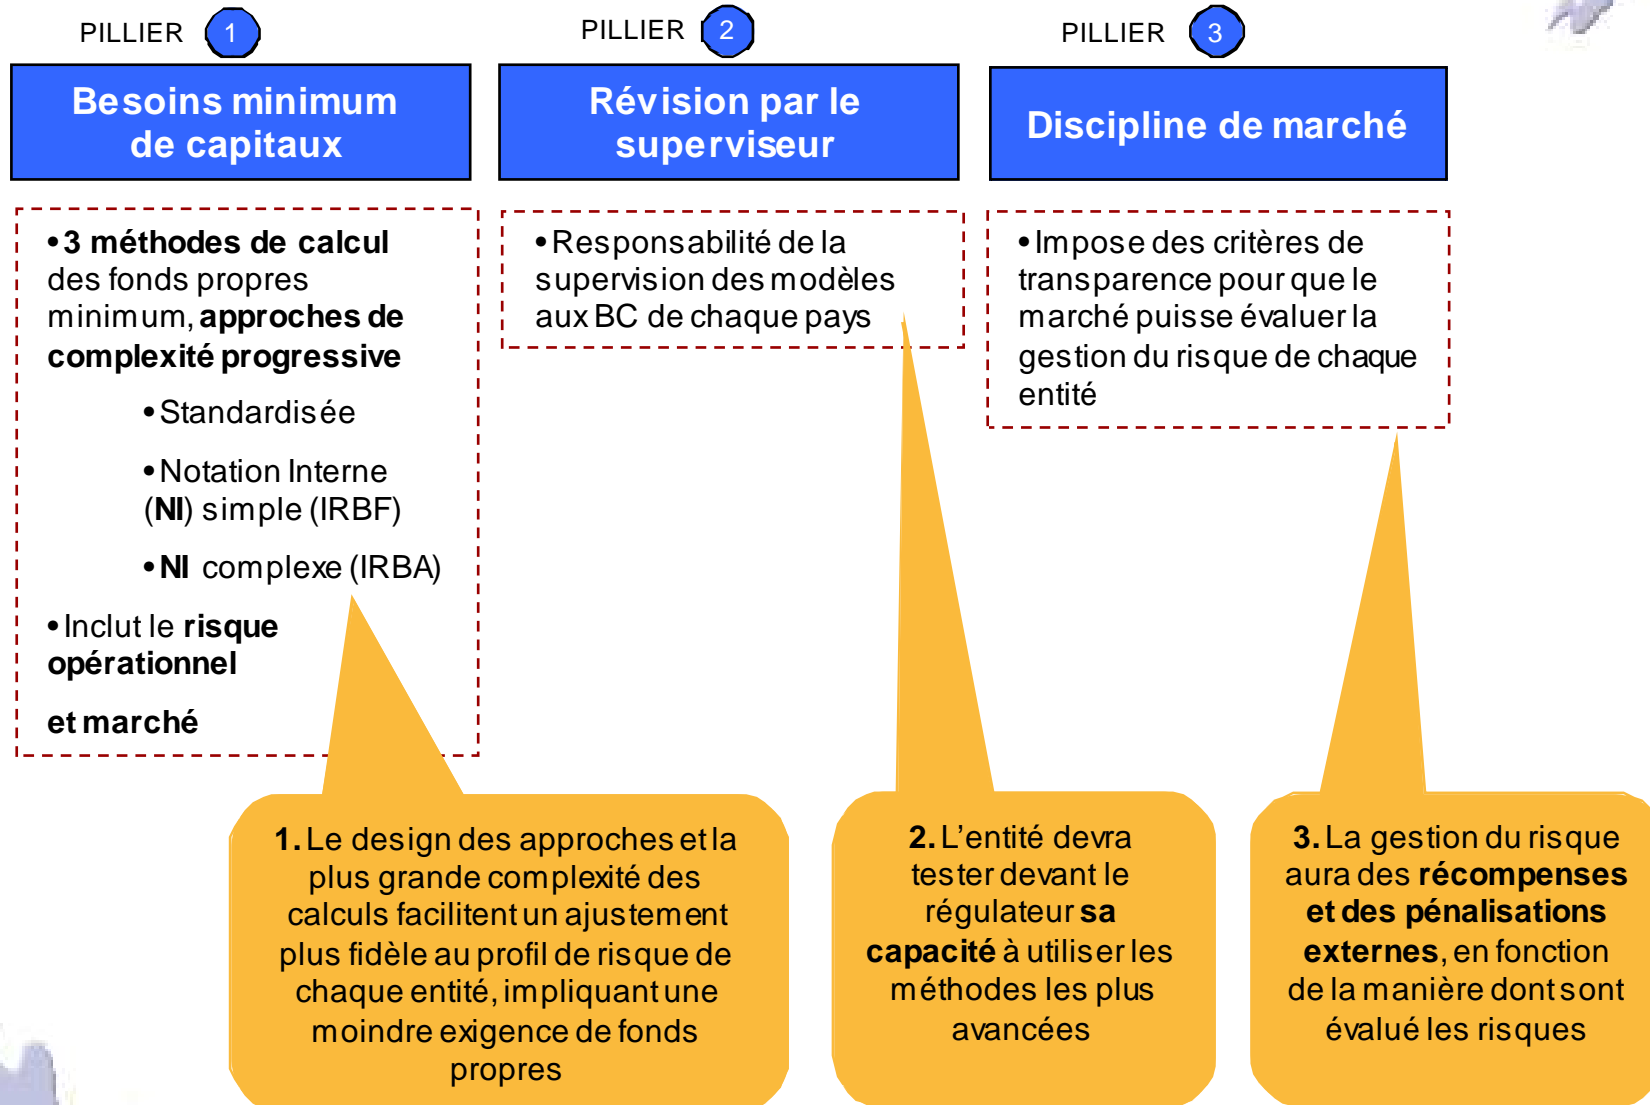 PILLIER 1
Besoins minimum
de capitaux
• 3 méthodes de calcul
des fonds propres
minimum, approches de
complexité progressive
• Standardisée
• Notation Interne
(NI) simple (IRBF)
• NI complexe (IRBA)
• Inclut le risque
opérationnel
et marché
1. Le design des approches et la
plus grande complexité des
calculs facilitent un ajustement
plus fidèle au profil de risque de
chaque entité, impliquant une
moindre exigence de fonds
propres
PILLIER 2
Révision par le
superviseur
• Responsabilité de la
supervision des modèles
aux BC de chaque pays
2. L’entité devra
tester devant le
régulateur sa
capacité à utiliser les
méthodes les plus
avancées
PILLIER 3
Discipline de marché
• Impose des critères de
transparence pour que le
marché puisse évaluer la
gestion du risque de chaque
entité
3. La gestion du risque
aura des récompenses
et des pénalisations
externes, en fonction
de la manière dont sont
évalué les risques